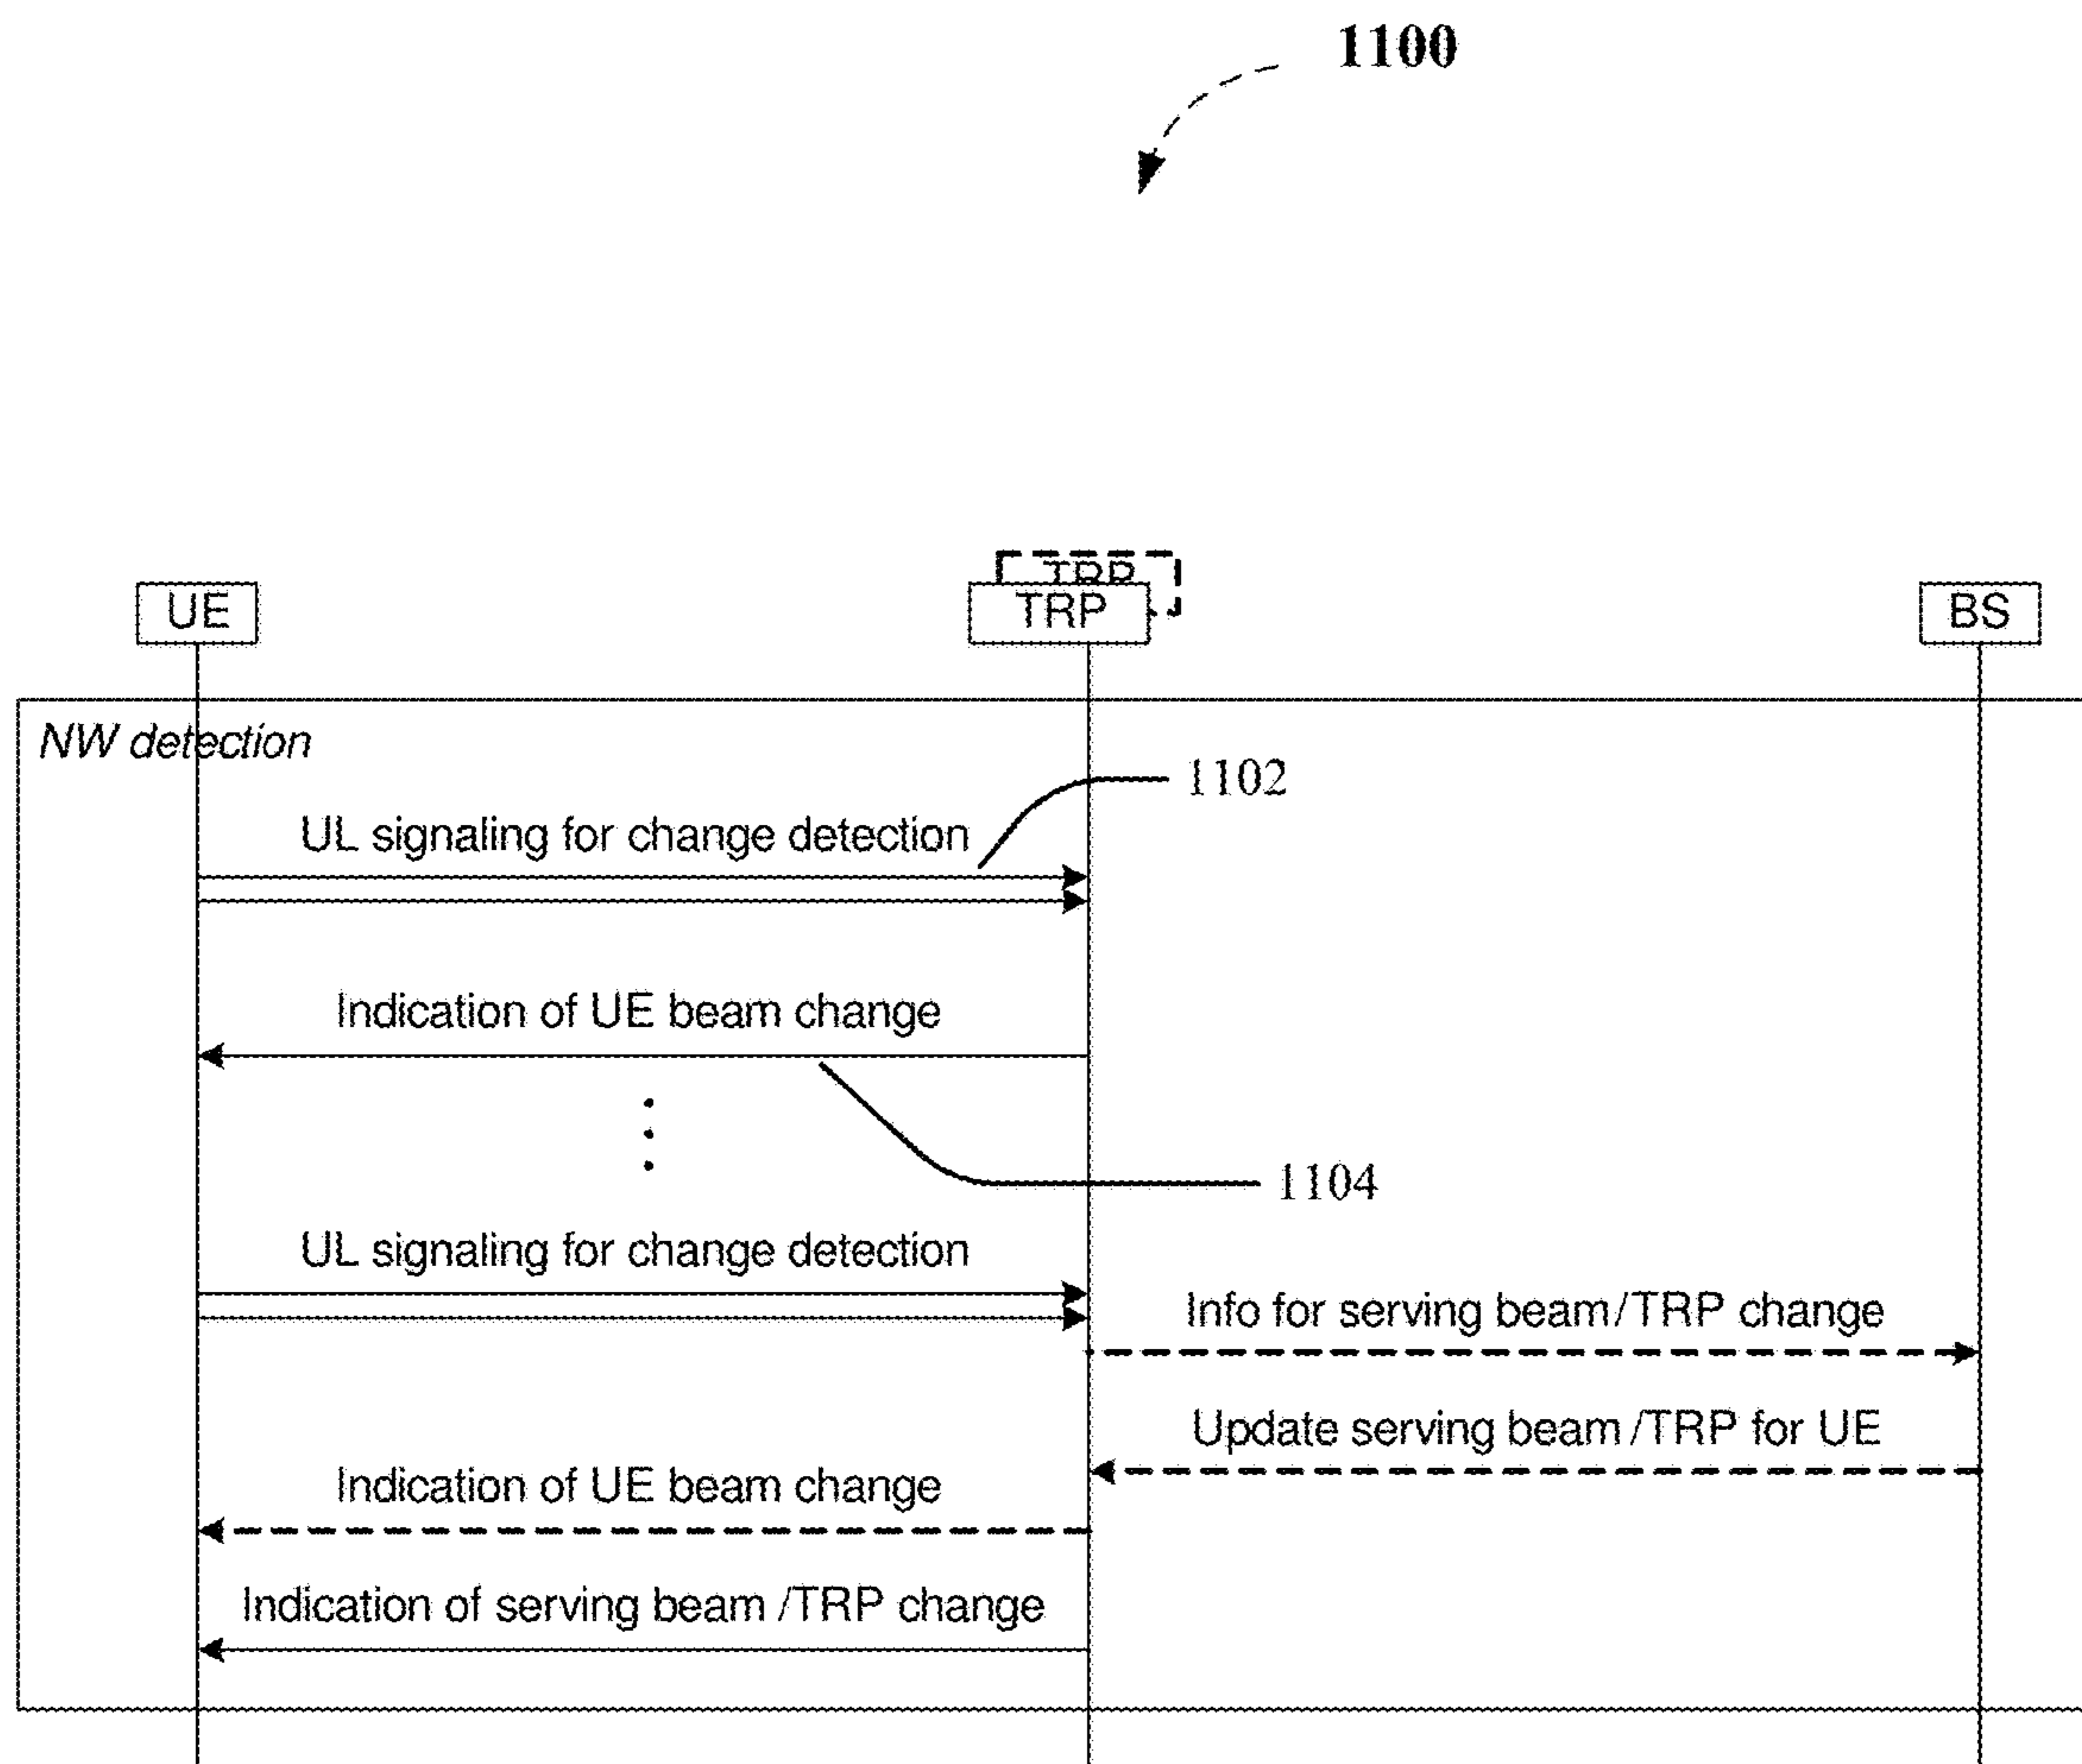 1100
TRP
UE
TRP
BS
NW detection
1102
UL signaling for change detection
Indication of UE beam change
1104
UL signaling for change detection
Info for serving beam/TRP change
Update serving beam /TRP for UE
Indication of UE beam change
Indication of serving beam /TRP change